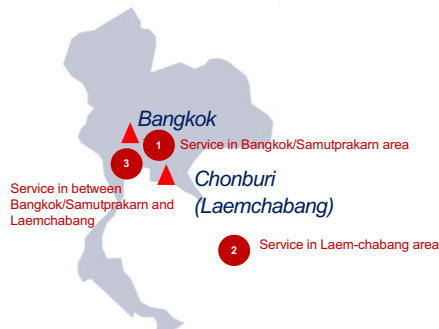 Bangkok
1
Service in Bangkok/Samutprakarn area
3
Chonburi
(Laemchabang)
Service in between
Bangkok/Samutprakarn and
Laemchabang
2
Service in Laem-chabang area